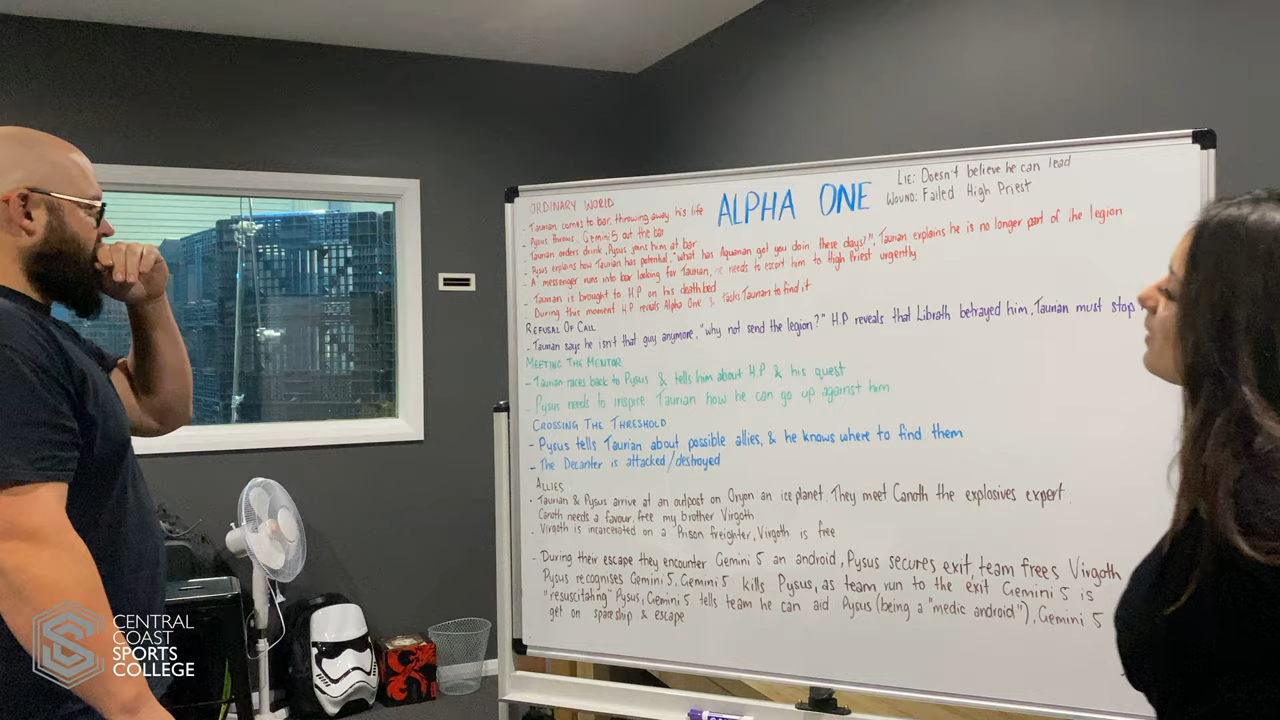 ALPHA ONE
LIE: Doesn't believe he can lead
WOUND: Failed High Priest
ORDINARY WORLD
- Taurian comes to bar, throwing away his life
- Pysus throws Gemini 5 out the bar
- Taurian orders drink, Pysus joins him at bar
- Pysus explains how Taurian has potential, "what has Aquaman got you doin these days?", Taurian explains he is no longer part of the legion
- A messenger runs into bar looking for Taurian, he needs to escort him to High Priest urgently
- Taurian is brought to H.P on his deathbed
- During this moment H.P reveals Alpha One & tasks Taurian to find it
REFUSAL OF CALL
- Taurian says he isn't that guy anymore, "why not send the legion?" H.P reveals that Librath betrayed him, Taurian must stop
MEETING THE MENTOR
- Taurian races back to Pysus & tells him about H.P & his quest
- Pysus needs to inspire Taurian how he can go up against him
CROSSING THE THRESHOLD
- Pysus tells Taurian about possible allies, & he knows where to find them
- The Decanter is attacked/destroyed
ALLIES
- Taurian & Pysus arrive at an outpost on Oryon an ice planet. They meet Canoth the explosives expert.
Canoth needs a favour, free my brother Virgoth
- Virgoth is incarcerated on a Prison freighter, Virgoth is free
- During their escape they encounter Gemini 5 an android, Pysus secures exit, team frees Virgoth
Pysus recognises Gemini 5, Gemini 5 kills Pysus, as team run to the exit Gemini 5 is
"resuscitating" Pysus, Gemini 5 tells team he can aid Pysus (being a "medic android"), Gemini 5
get on spaceship & escape
CENTRAL
COAST
SPORTS
COLLEGE